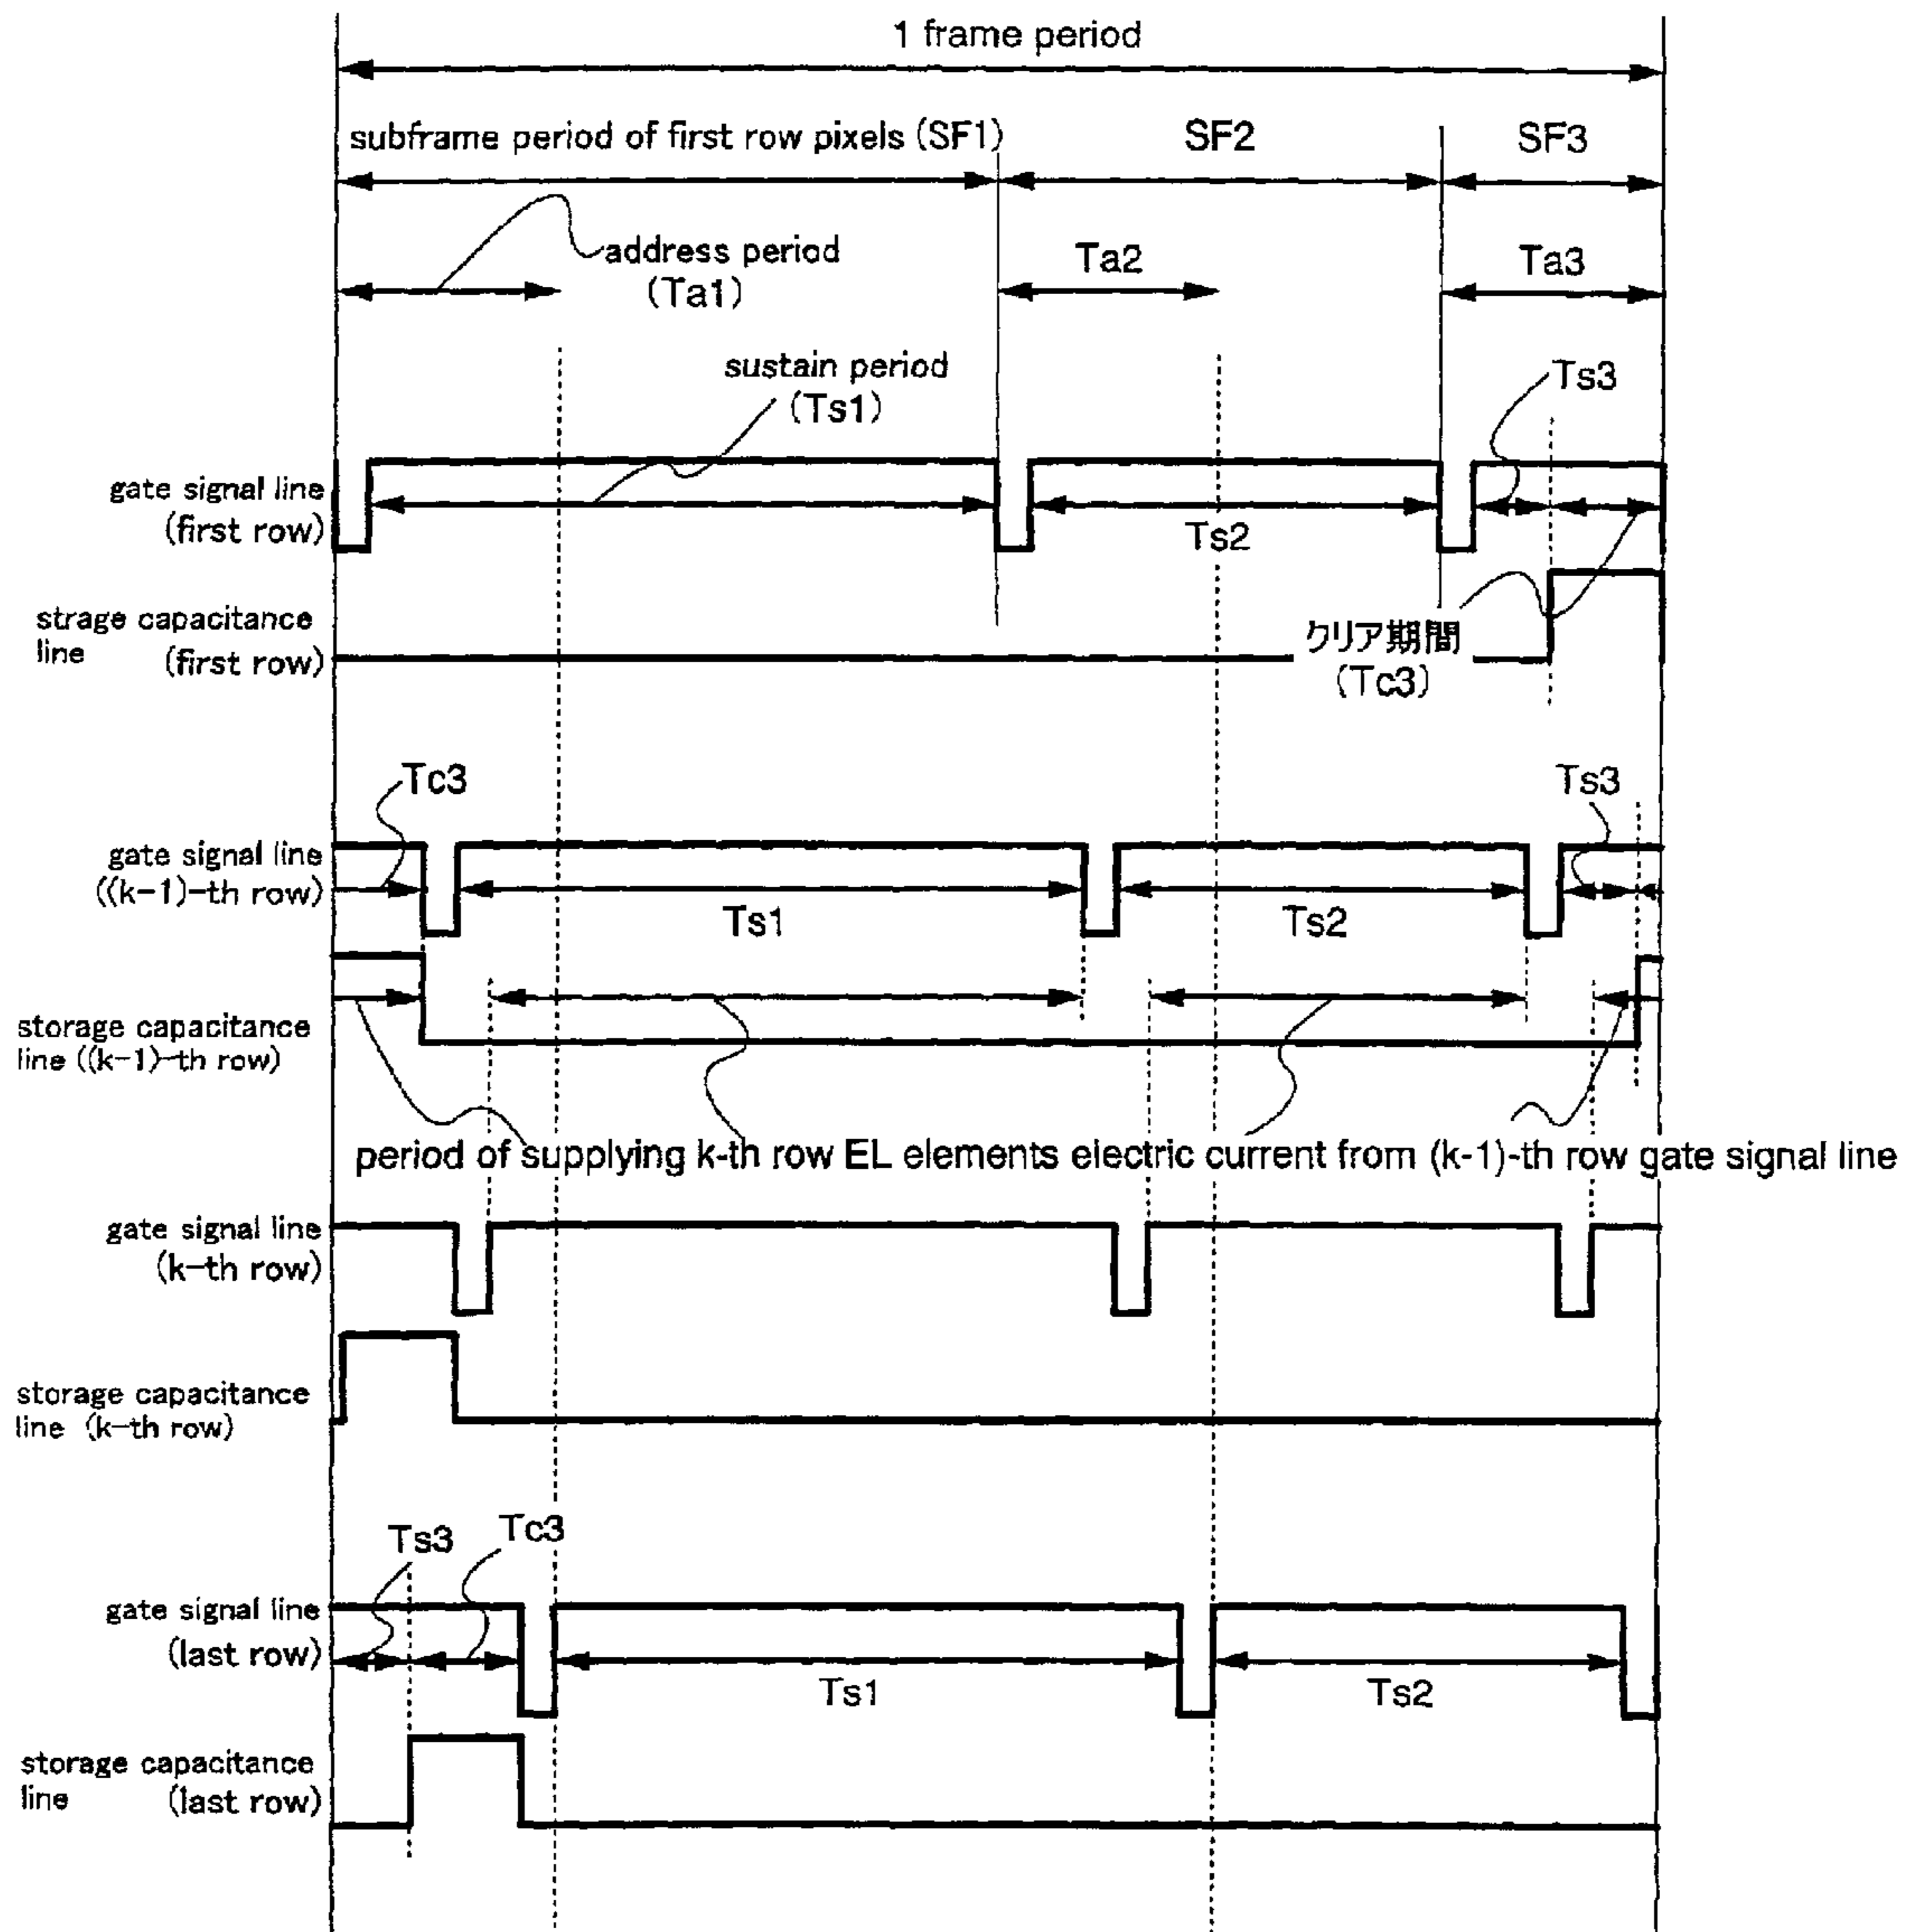 1 frame period
subframe period of first row pixels (SF1)
SF2
SF3
address period
(Ta1)
Ta2
Ta3
sustain period
(Ts1)
Ts3
gate signal line
(first row)
Ts2
strage capacitance
line (first row)
クリア期間
(Tc3)
Tc3
Ts3
gate signal line
((k-1)-th row)
Ts1
Ts2
storage capacitance
line ((k-1)-th row)
period of supplying k-th row EL elements electric current from (k-1)-th row gate signal line
gate signal line
(k-th row)
storage capacitance
line (k-th row)
Ts3
Tc3
gate signal line
(last row)
Ts1
Ts2
storage capacitance
line (last row)